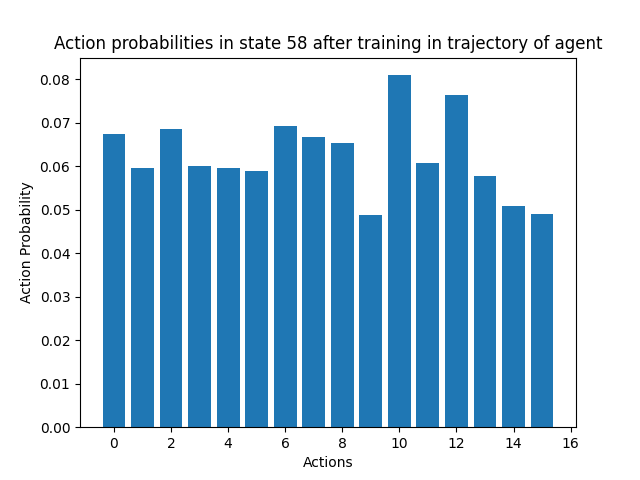 Action probabilities in state 58 after training in trajectory of agent
0.08
0.07
0.06
0.05
0.04
0.03
0.02
0.01
0.00
Action Probability
0 2 4 6 8 10 12 14 16
Actions